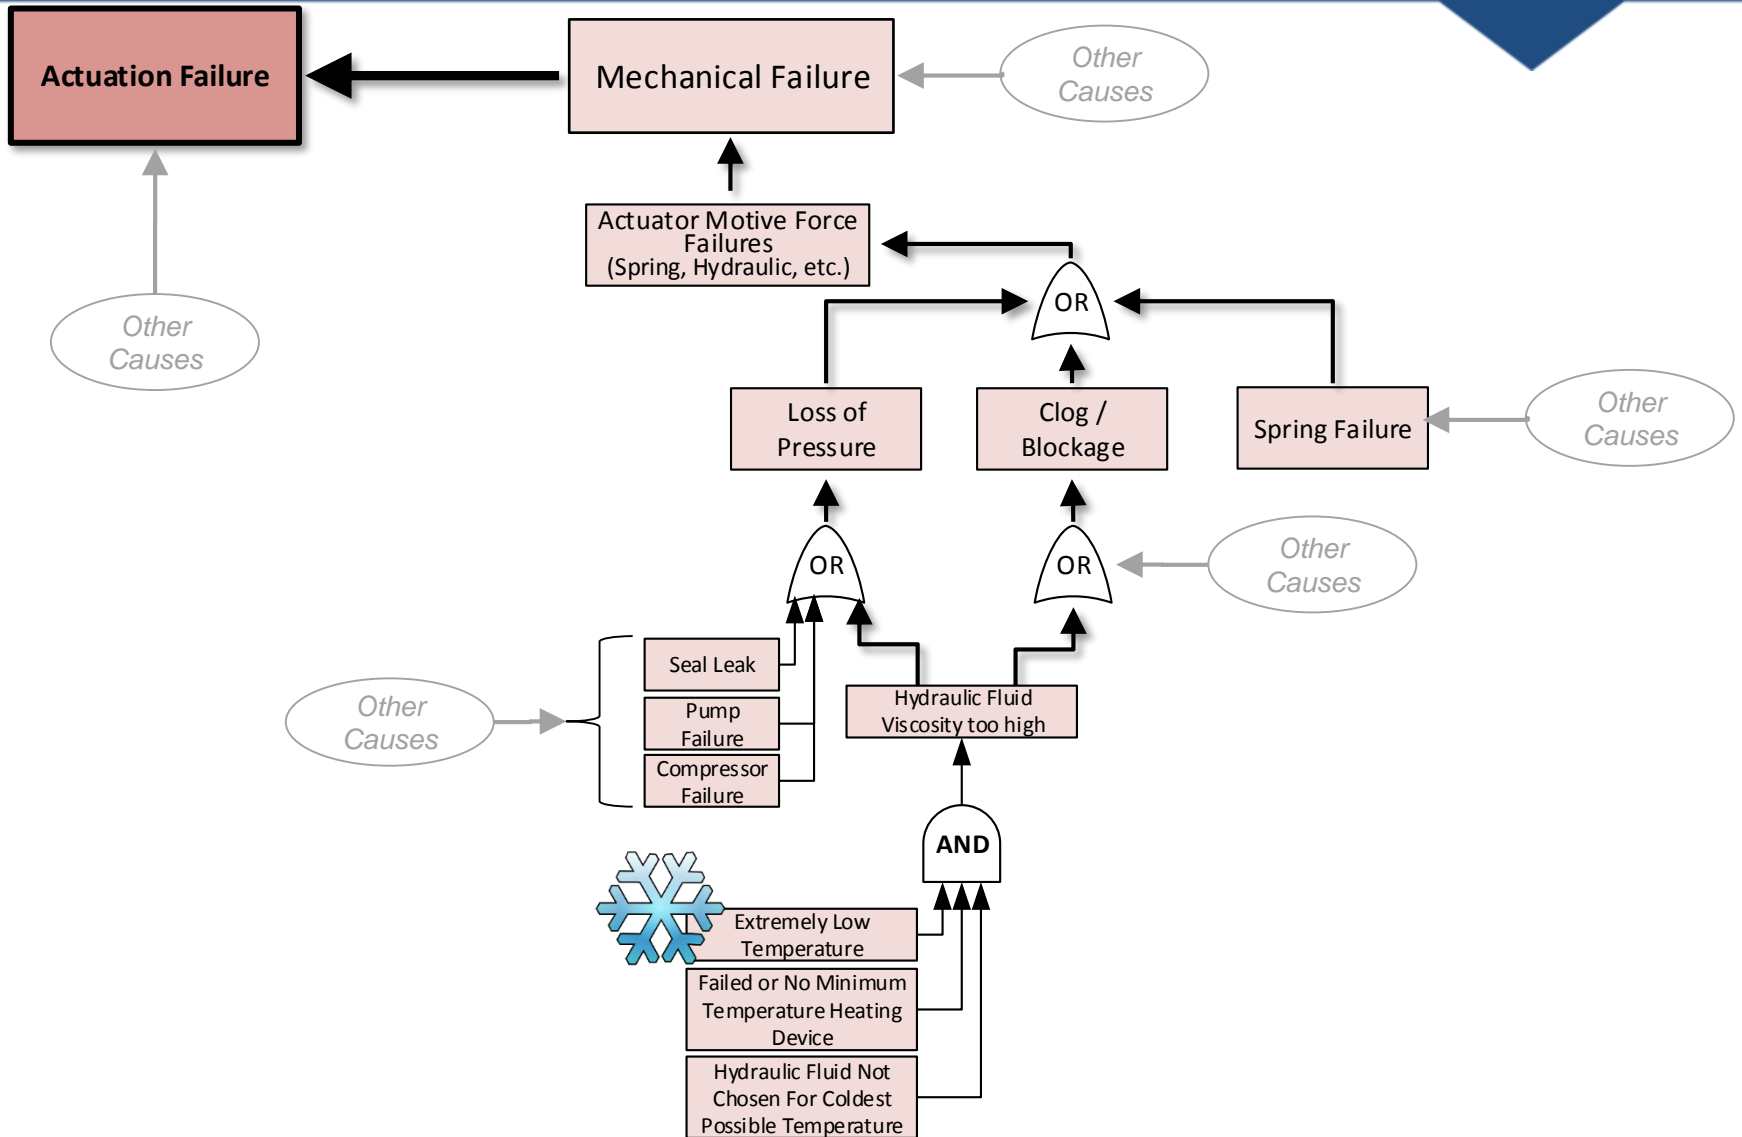 Actuation Failure
Mechanical Failure
Other
Causes
Actuator Motive Force
Failures
(Spring, Hydraulic, etc.)
OR
Other
Causes
Loss of
Pressure
Clog /
Blockage
Spring Failure
Other
Causes
OR
OR
Other
Causes
Seal Leak
Pump
Failure
Compressor
Failure
Other
Causes
Hydraulic Fluid
Viscosity too high
AND
Extremely Low
Temperature
Failed or No Minimum
Temperature Heating
Device
Hydraulic Fluid Not
Chosen For Coldest
Possible Temperature